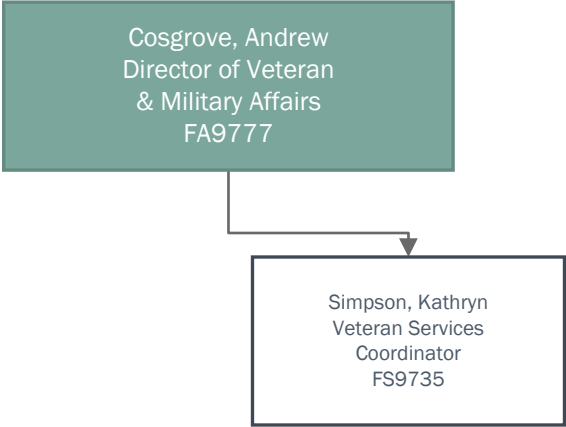 Cosgrove, Andrew
Director of Veteran
& Military Affairs
FA9777
Simpson, Kathryn
Veteran Services
Coordinator
FS9735